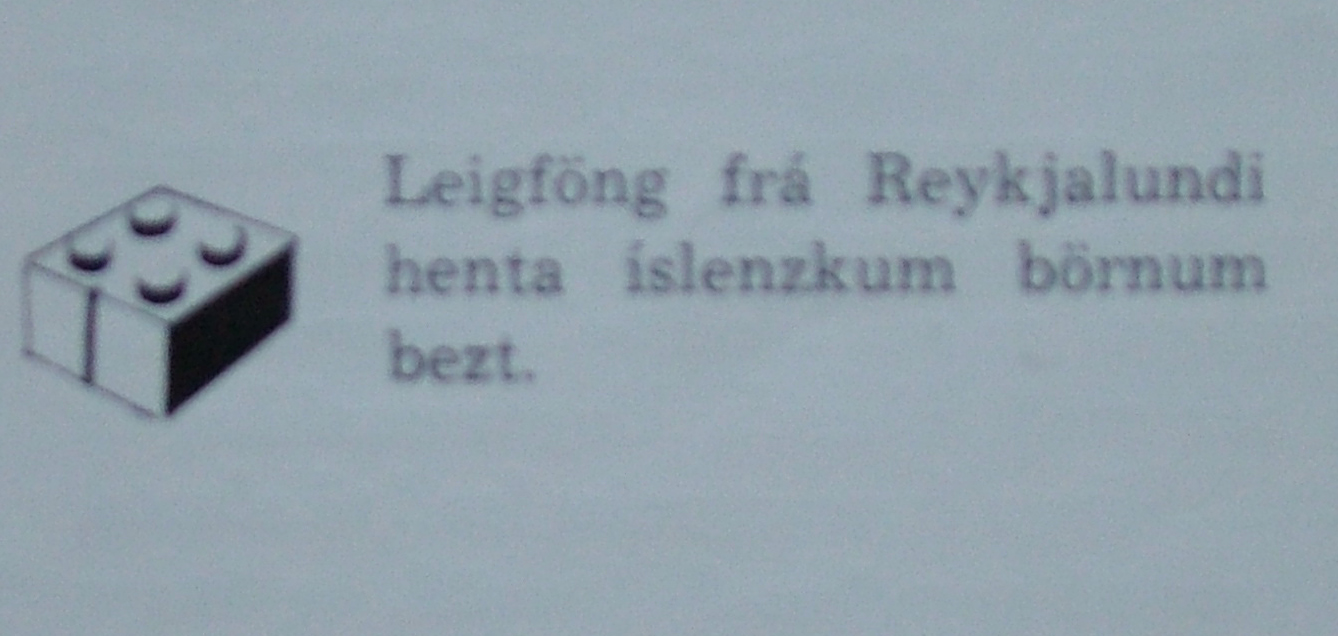 Leigföng frá Reykjalundi
henta íslenzkum börnum
bezt.